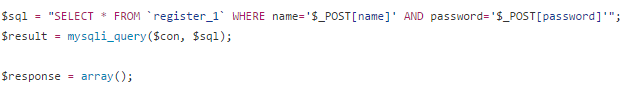 $sql = "SELECT * FROM `register_1` WHERE name='$_POST[name]' AND password='$_POST[password]'";
$result = mysqli_query($con, $sql);
$response = array();